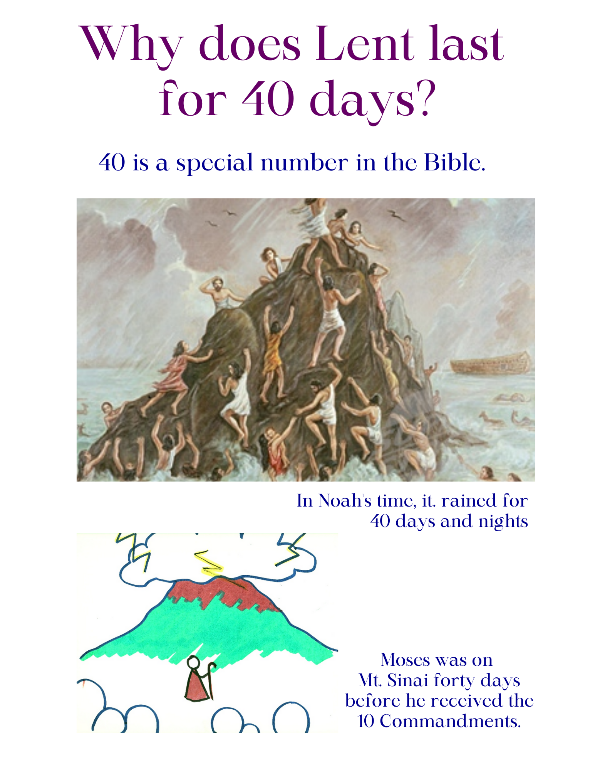 Why does Lent last
for 40 days?
40 is a special number in the Bible.
In Noah's time, it. rained for
40 days and nights
Moses was on
Mt. Sinai forty days
before he received the
10 Commandments.